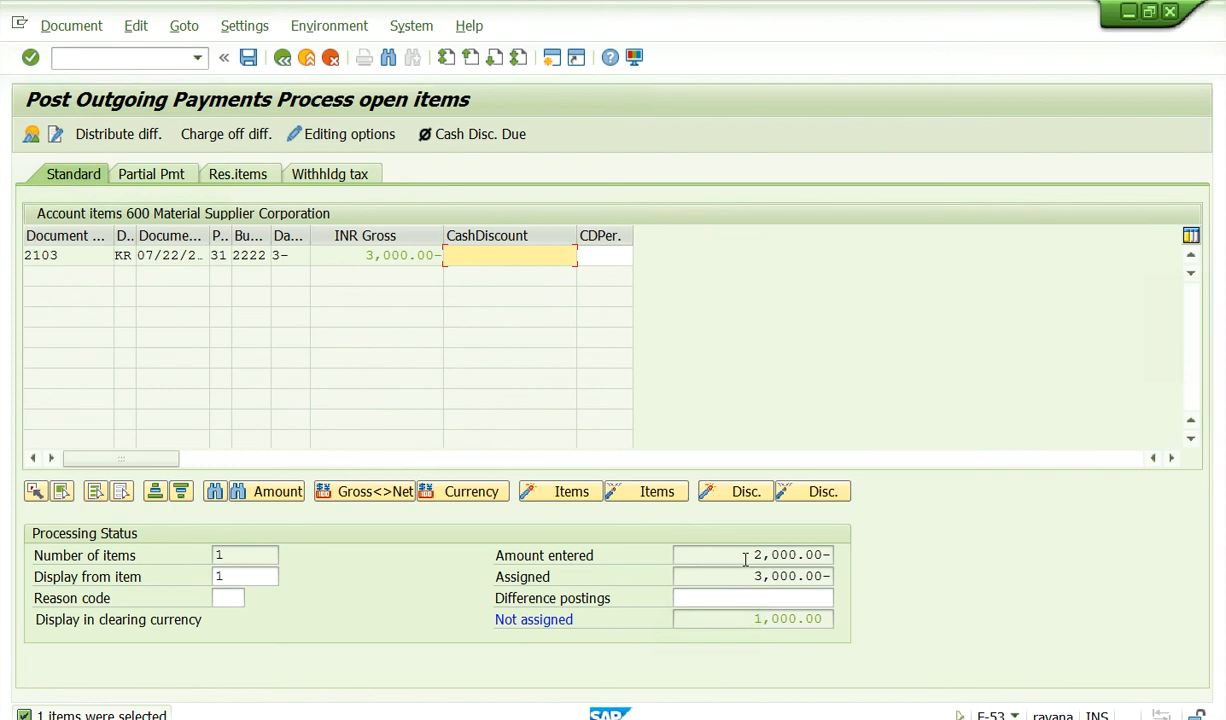 Document Edit Goto Settings Environment System Help
Post Outgoing Payments Process open items
Distribute diff. Charge off diff. Editing options Cash Disc. Due
Standard Partial Pmt Res.items Withhldg tax
Account items 600 Material Supplier Corporation
Document ... D.. Docume... P.. Bu... Da... INR Gross CashDiscount CDPer.
2103 KR 07/22/2.. 31 2222 3- 3,000.00-
Amount Gross<>Net Currency Items Items Disc. Disc.
Processing Status
Number of items 1 Amount entered 2,000.00-
Display from item 1 Assigned 3,000.00-
Reason code Difference postings
Display in clearing currency Not assigned 1,000.00
1 items were selected SAP F-53 ravana INS